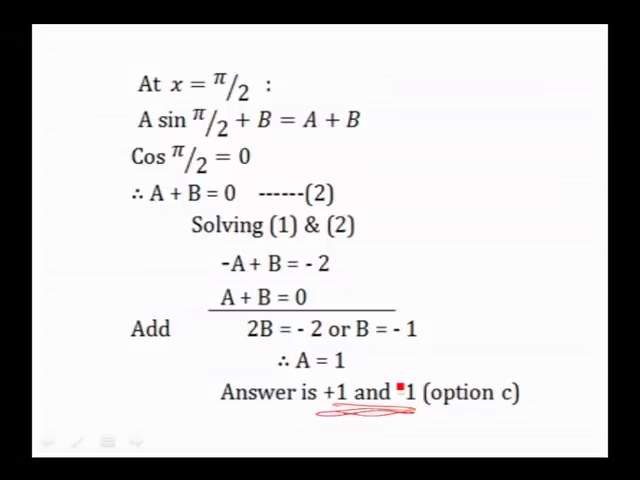 At x = π/2 :
A sin π/2 + B = A + B
Cos π/2 = 0
∴ A + B = 0 ------(2)
Solving (1) & (2)
-A + B = - 2
A + B = 0
Add 2B = - 2 or B = - 1
∴ A = 1
Answer is +1 and -1 (option c)